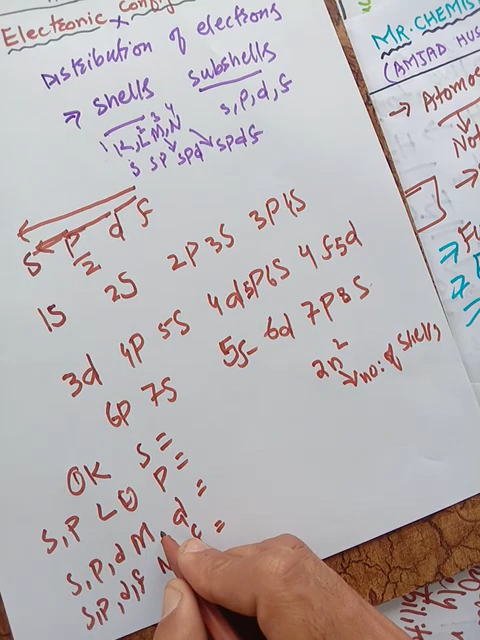 Electronic Config
Distribution of electrons
→ shells
subshells
s, p, d, f
1 2 3 4
K, L, M, N
s sp spd spdf
s p d f
2
1s 2s 2p 3s 3p 4s
3d 4p 5s 4d 5p 6s 4f 5d
6p 7s 5f 6d 7p 8s
2n²
→ no: of shells
OK s =
s, p L p =
s, p, d M, d =
s, p, d, f =
MR. CHEMIS
(AMJAD HUS
→ Atomo
Not